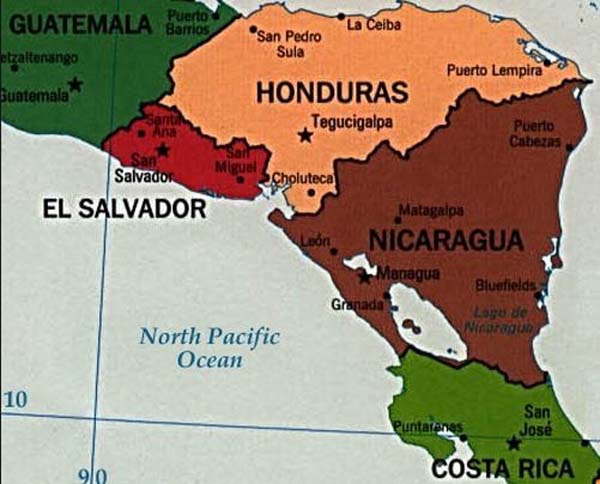 GUATEMALA
Puerto
Barrios
San Pedro
Sula
La Ceiba
etzaltenango
Guatemala
Puerto Lempira
HONDURAS
Tegucigalpa
Santa
Ana
San
Salvador
San
Miguel
Choluteca
EL SALVADOR
Puerto
Cabezas
Matagalpa
León
NICARAGUA
Managua
Granada
Bluefields
Lago de
Nicaragua
North Pacific
Ocean
10
90
Puntarenas
San
José
COSTA RICA